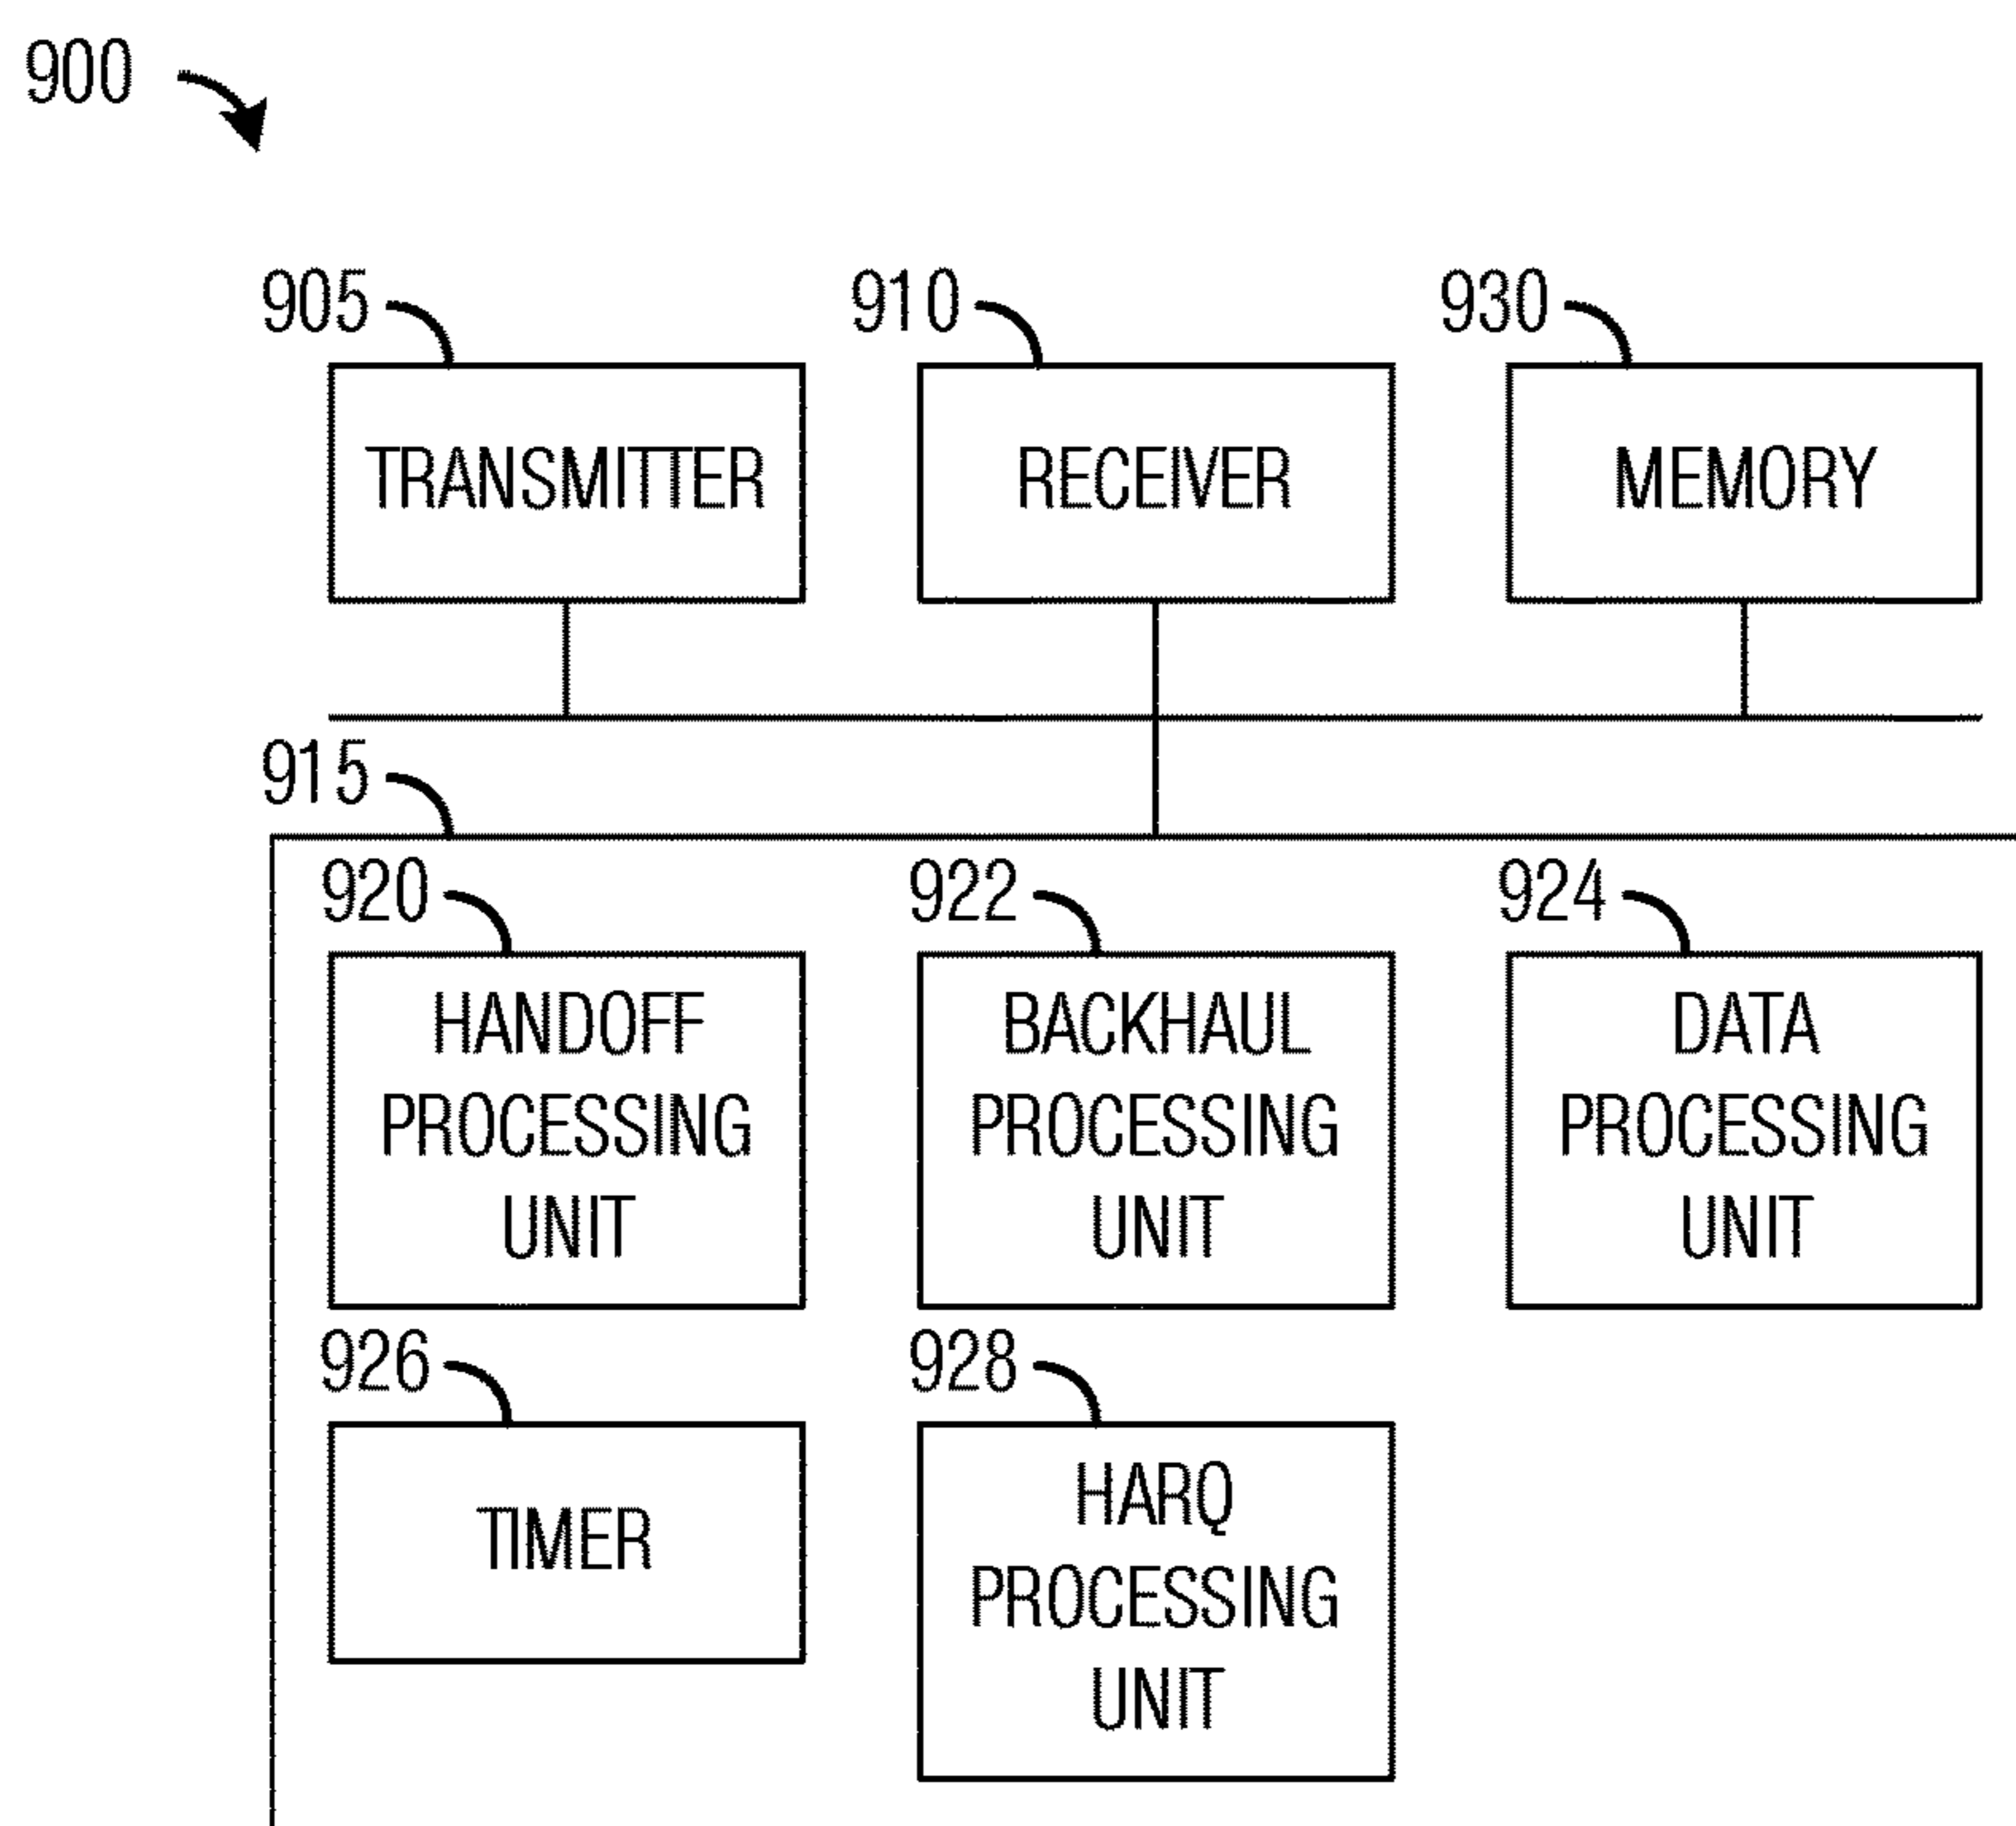 900
905
910
930
TRANSMITTER
RECEIVER
MEMORY
915
920
922
924
HANDOFF
PROCESSING
UNIT
BACKHAUL
PROCESSING
UNIT
DATA
PROCESSING
UNIT
926
928
TIMER
HARQ
PROCESSING
UNIT